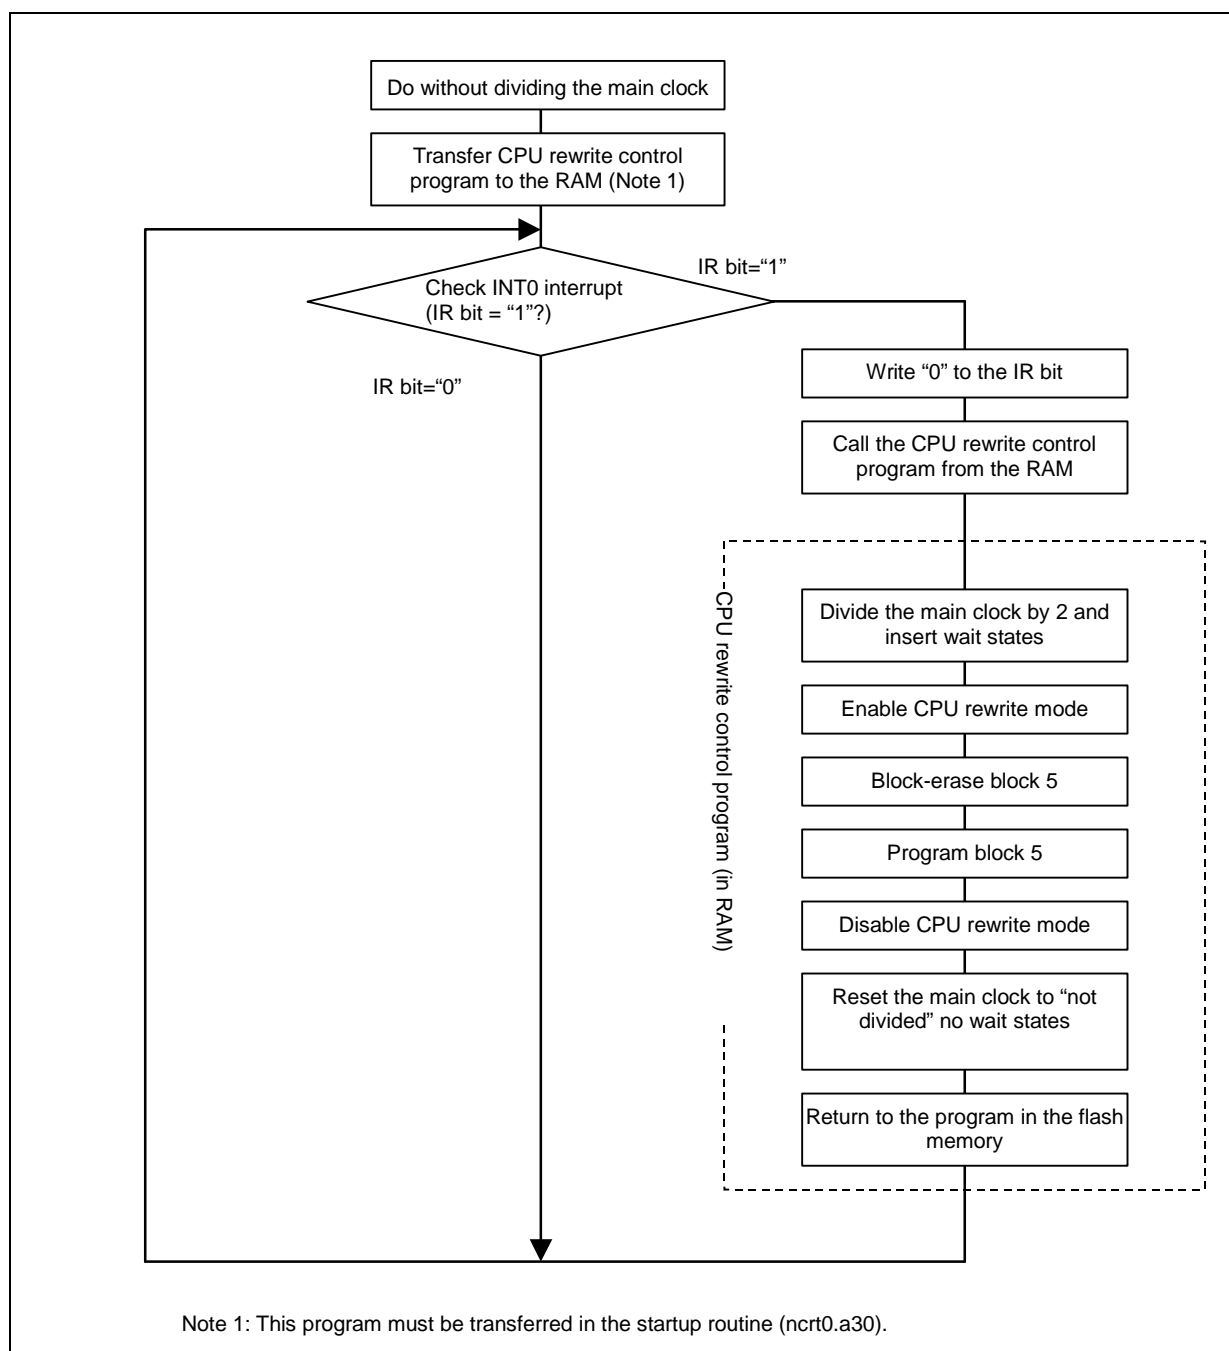 Do without dividing the main clock
Transfer CPU rewrite control
program to the RAM (Note 1)
IR bit=“1”
Check INT0 interrupt
(IR bit = “1”?)
IR bit=“0”
Write “0” to the IR bit
Call the CPU rewrite control
program from the RAM
CPU rewrite control program (in RAM)
Divide the main clock by 2 and
insert wait states
Enable CPU rewrite mode
Block-erase block 5
Program block 5
Disable CPU rewrite mode
Reset the main clock to “not
divided” no wait states
Return to the program in the flash
memory
Note 1: This program must be transferred in the startup routine (ncrt0.a30).